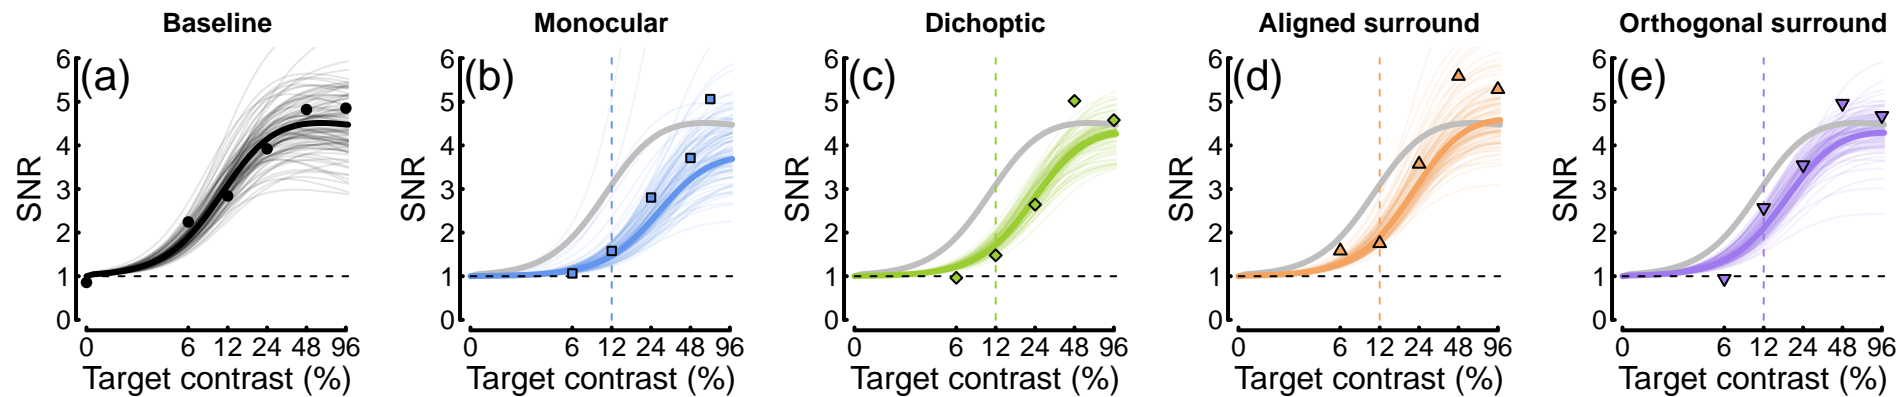 Baseline Monocular Dichoptic Aligned surround Orthogonal surround
(a) (b) (c) (d) (e)
SNR SNR SNR SNR SNR
6 6 6 6 6
5 5 5 5 5
4 4 4 4 4
3 3 3 3 3
2 2 2 2 2
1 1 1 1 1
0 0 0 0 0
0 6 12 24 48 96 0 6 12 24 48 96 0 6 12 24 48 96 0 6 12 24 48 96 0 6 12 24 48 96
Target contrast (%) Target contrast (%) Target contrast (%) Target contrast (%) Target contrast (%)